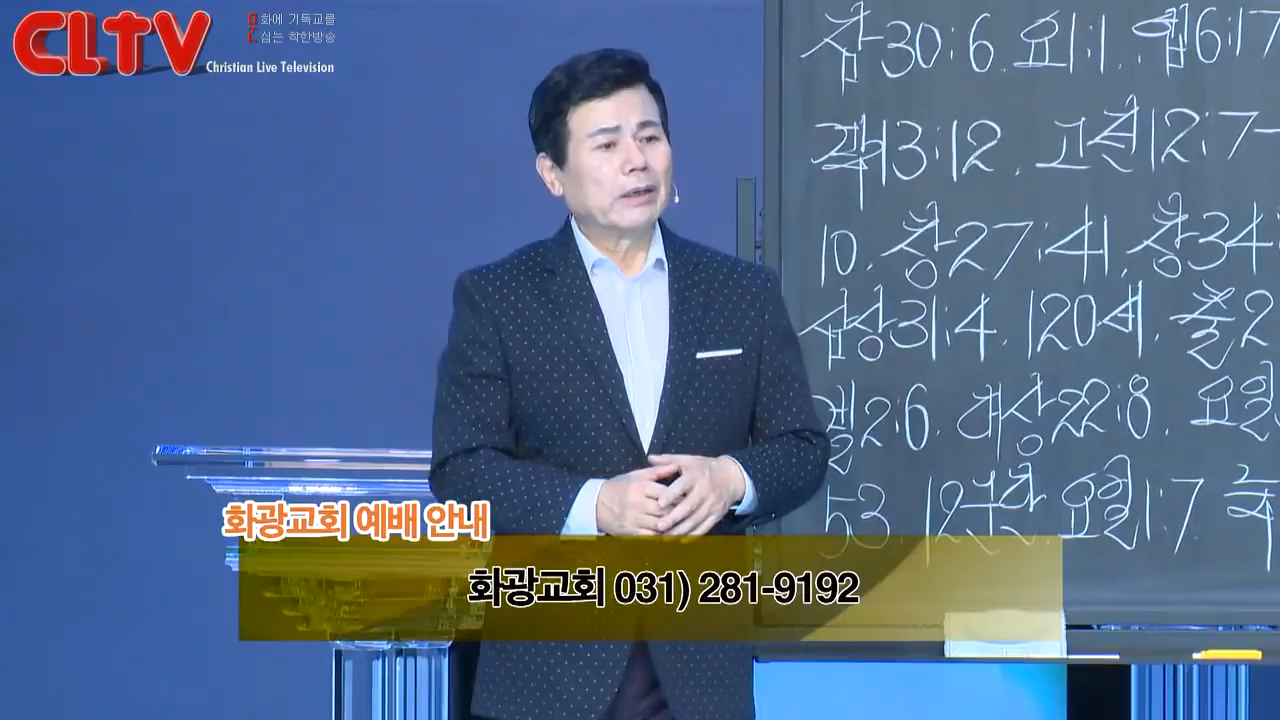 CLTV
화에 기독교를
심는 착한방송
Christian Live Television
잠30:6. 요1:1. 엡6:17
막13:12. 고전12:7-
10. 창27:41. 창34:
삼상31:4. 120세. 출2
겔2:6. 대상22:8. 요일
53. 12년간. 요일1:7
화광교회 예배 안내
화광교회 031) 281-9192